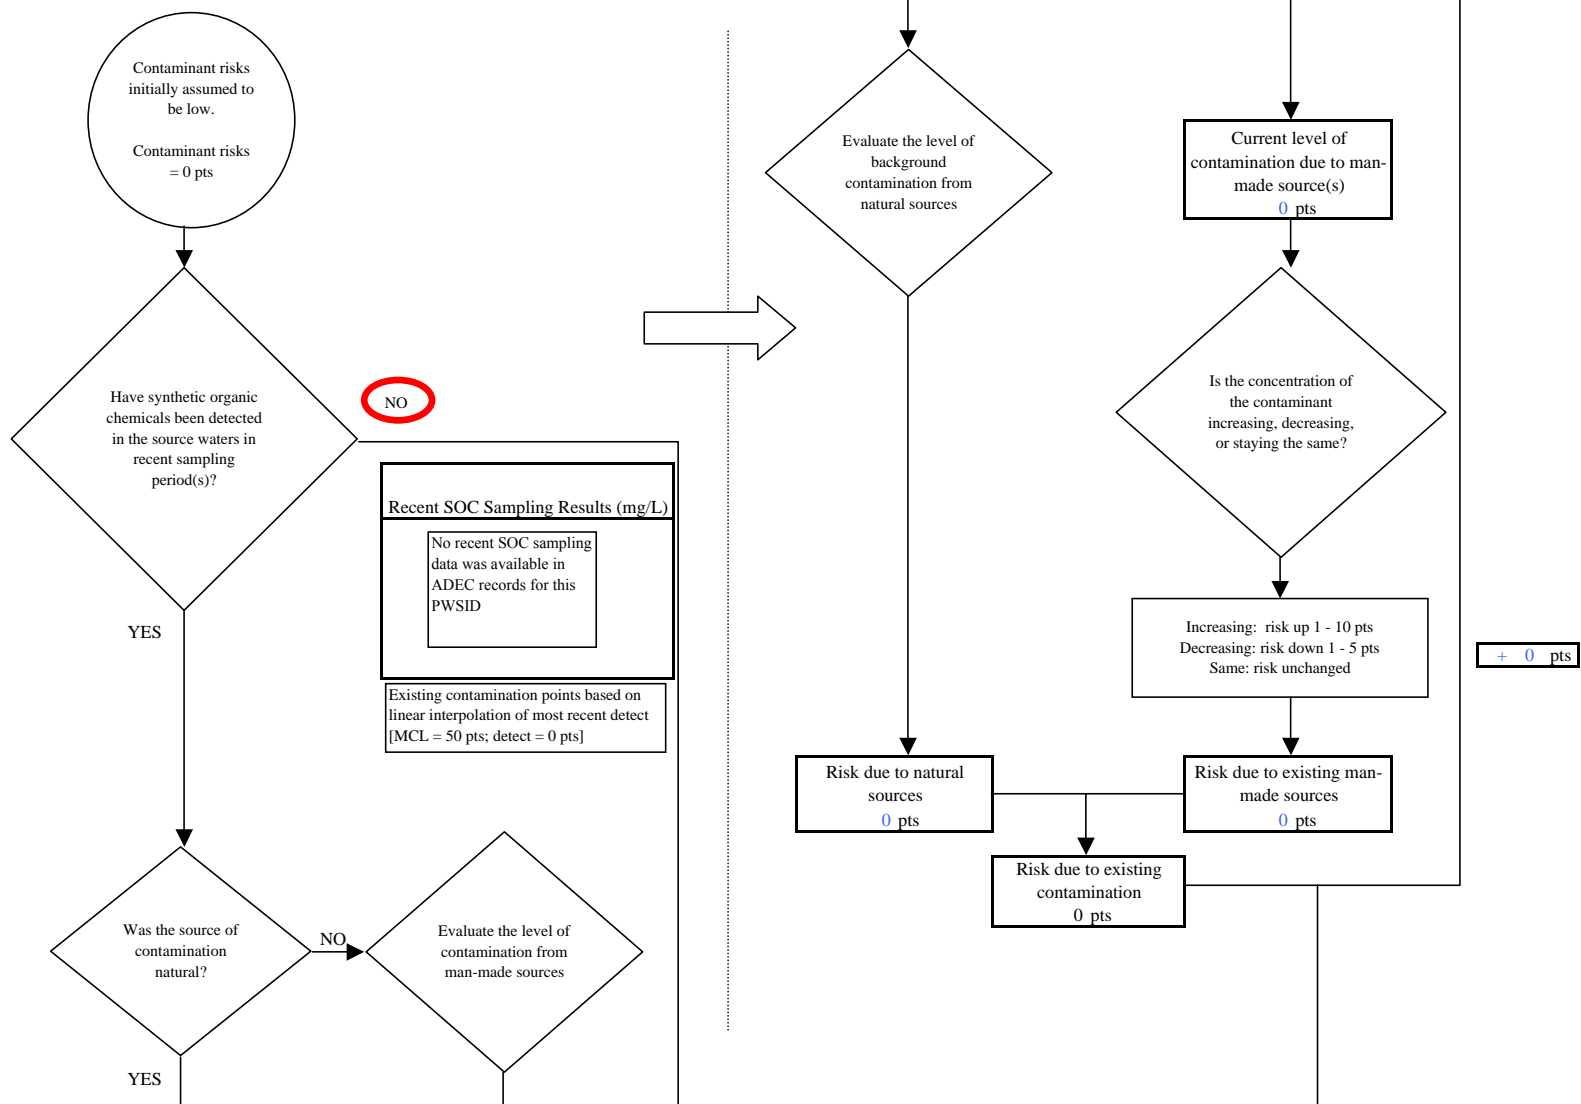 Contaminant risks
initially assumed to
be low.
Contaminant risks
= 0 pts
Have synthetic organic
chemicals been detected
in the source waters in
recent sampling
period(s)?
NO
Recent SOC Sampling Results (mg/L)
No recent SOC sampling
data was available in
ADEC records for this
PWSID
Existing contamination points based on
linear interpolation of most recent detect
[MCL = 50 pts; detect = 0 pts]
YES
Was the source of
contamination
natural?
NO
Evaluate the level of
contamination from
man-made sources
YES
Evaluate the level of
background
contamination from
natural sources
Current level of
contamination due to man-
made source(s)
0 pts
Is the concentration of
the contaminant
increasing, decreasing,
or staying the same?
Increasing: risk up 1 - 10 pts
Decreasing: risk down 1 - 5 pts
Same: risk unchanged
+ 0 pts
Risk due to natural
sources
0 pts
Risk due to existing man-
made sources
0 pts
Risk due to existing
contamination
0 pts